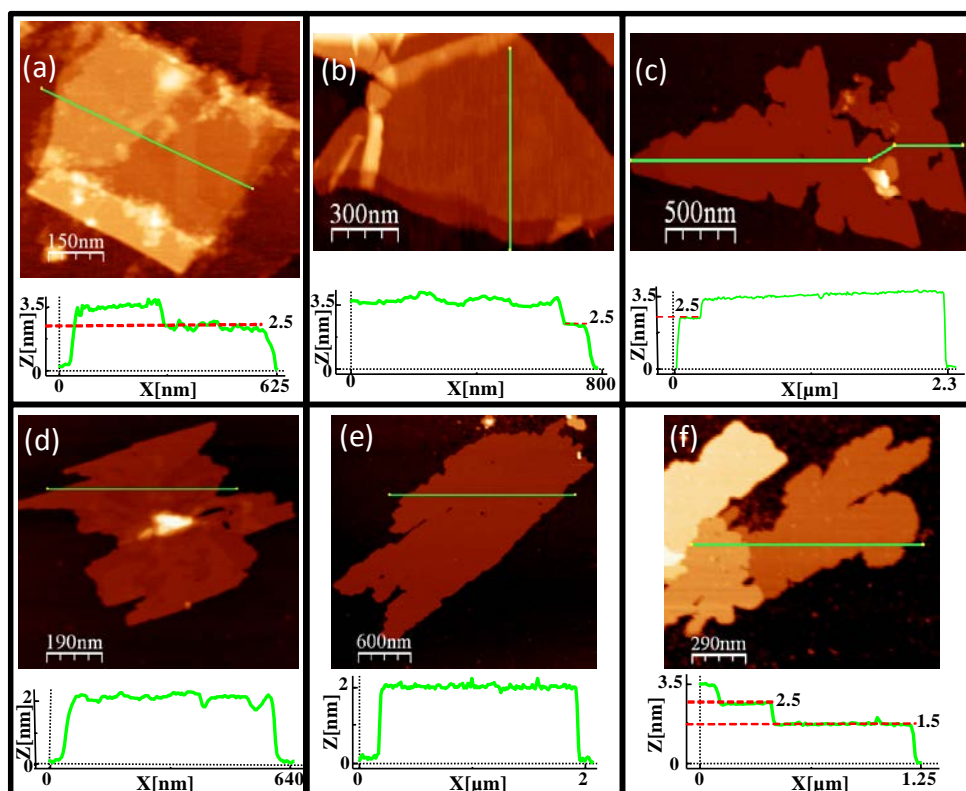 (a)
150nm
Z[nm]
3.5
0
2.5
0
625
X[nm]
(b)
300nm
Z[nm]
3.5
0
2.5
0
800
X[nm]
(c)
500nm
Z[nm]
3.5
2.5
0
0
2.3
X[µm]
(d)
190nm
Z[nm]
2
0
0
640
X[nm]
(e)
600nm
Z[nm]
2
0
0
2
X[µm]
(f)
290nm
Z[nm]
3.5
0
2.5
1.5
0
1.25
X[µm]